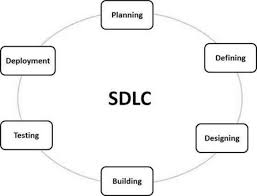 Planning
Defining
Designing
Building
Testing
Deployment
SDLC